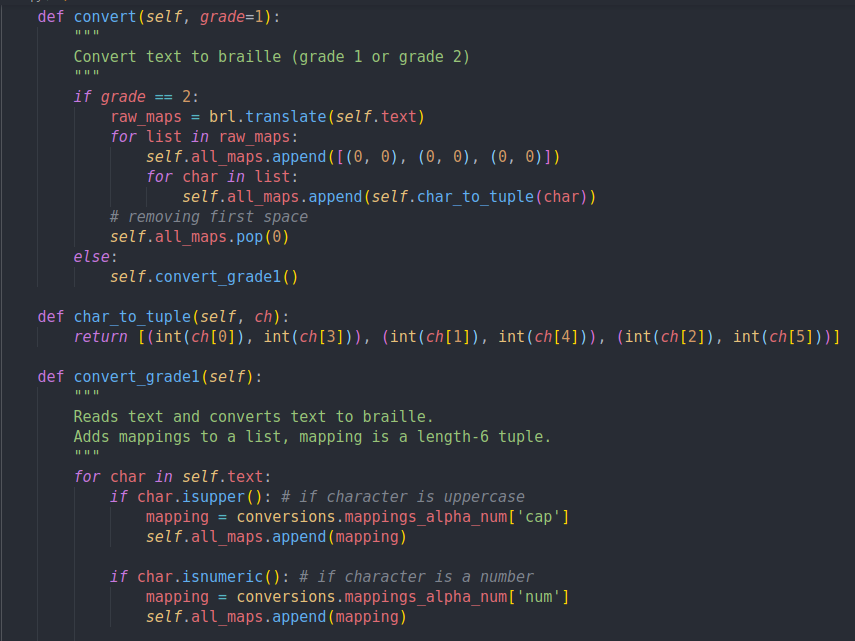 def convert(self, grade=1):
"""
Convert text to braille (grade 1 or grade 2)
"""
if grade == 2:
raw_maps = brl.translate(self.text)
for list in raw_maps:
self.all_maps.append([(0, 0), (0, 0), (0, 0)])
for char in list:
self.all_maps.append(self.char_to_tuple(char))
# removing first space
self.all_maps.pop(0)
else:
self.convert_grade1()
def char_to_tuple(self, ch):
return [(int(ch[0]), int(ch[3])), (int(ch[1]), int(ch[4])), (int(ch[2]), int(ch[5]))]
def convert_grade1(self):
"""
Reads text and converts text to braille.
Adds mappings to a list, mapping is a length-6 tuple.
"""
for char in self.text:
if char.isupper(): # if character is uppercase
mapping = conversions.mappings_alpha_num['cap']
self.all_maps.append(mapping)
if char.isnumeric(): # if character is a number
mapping = conversions.mappings_alpha_num['num']
self.all_maps.append(mapping)